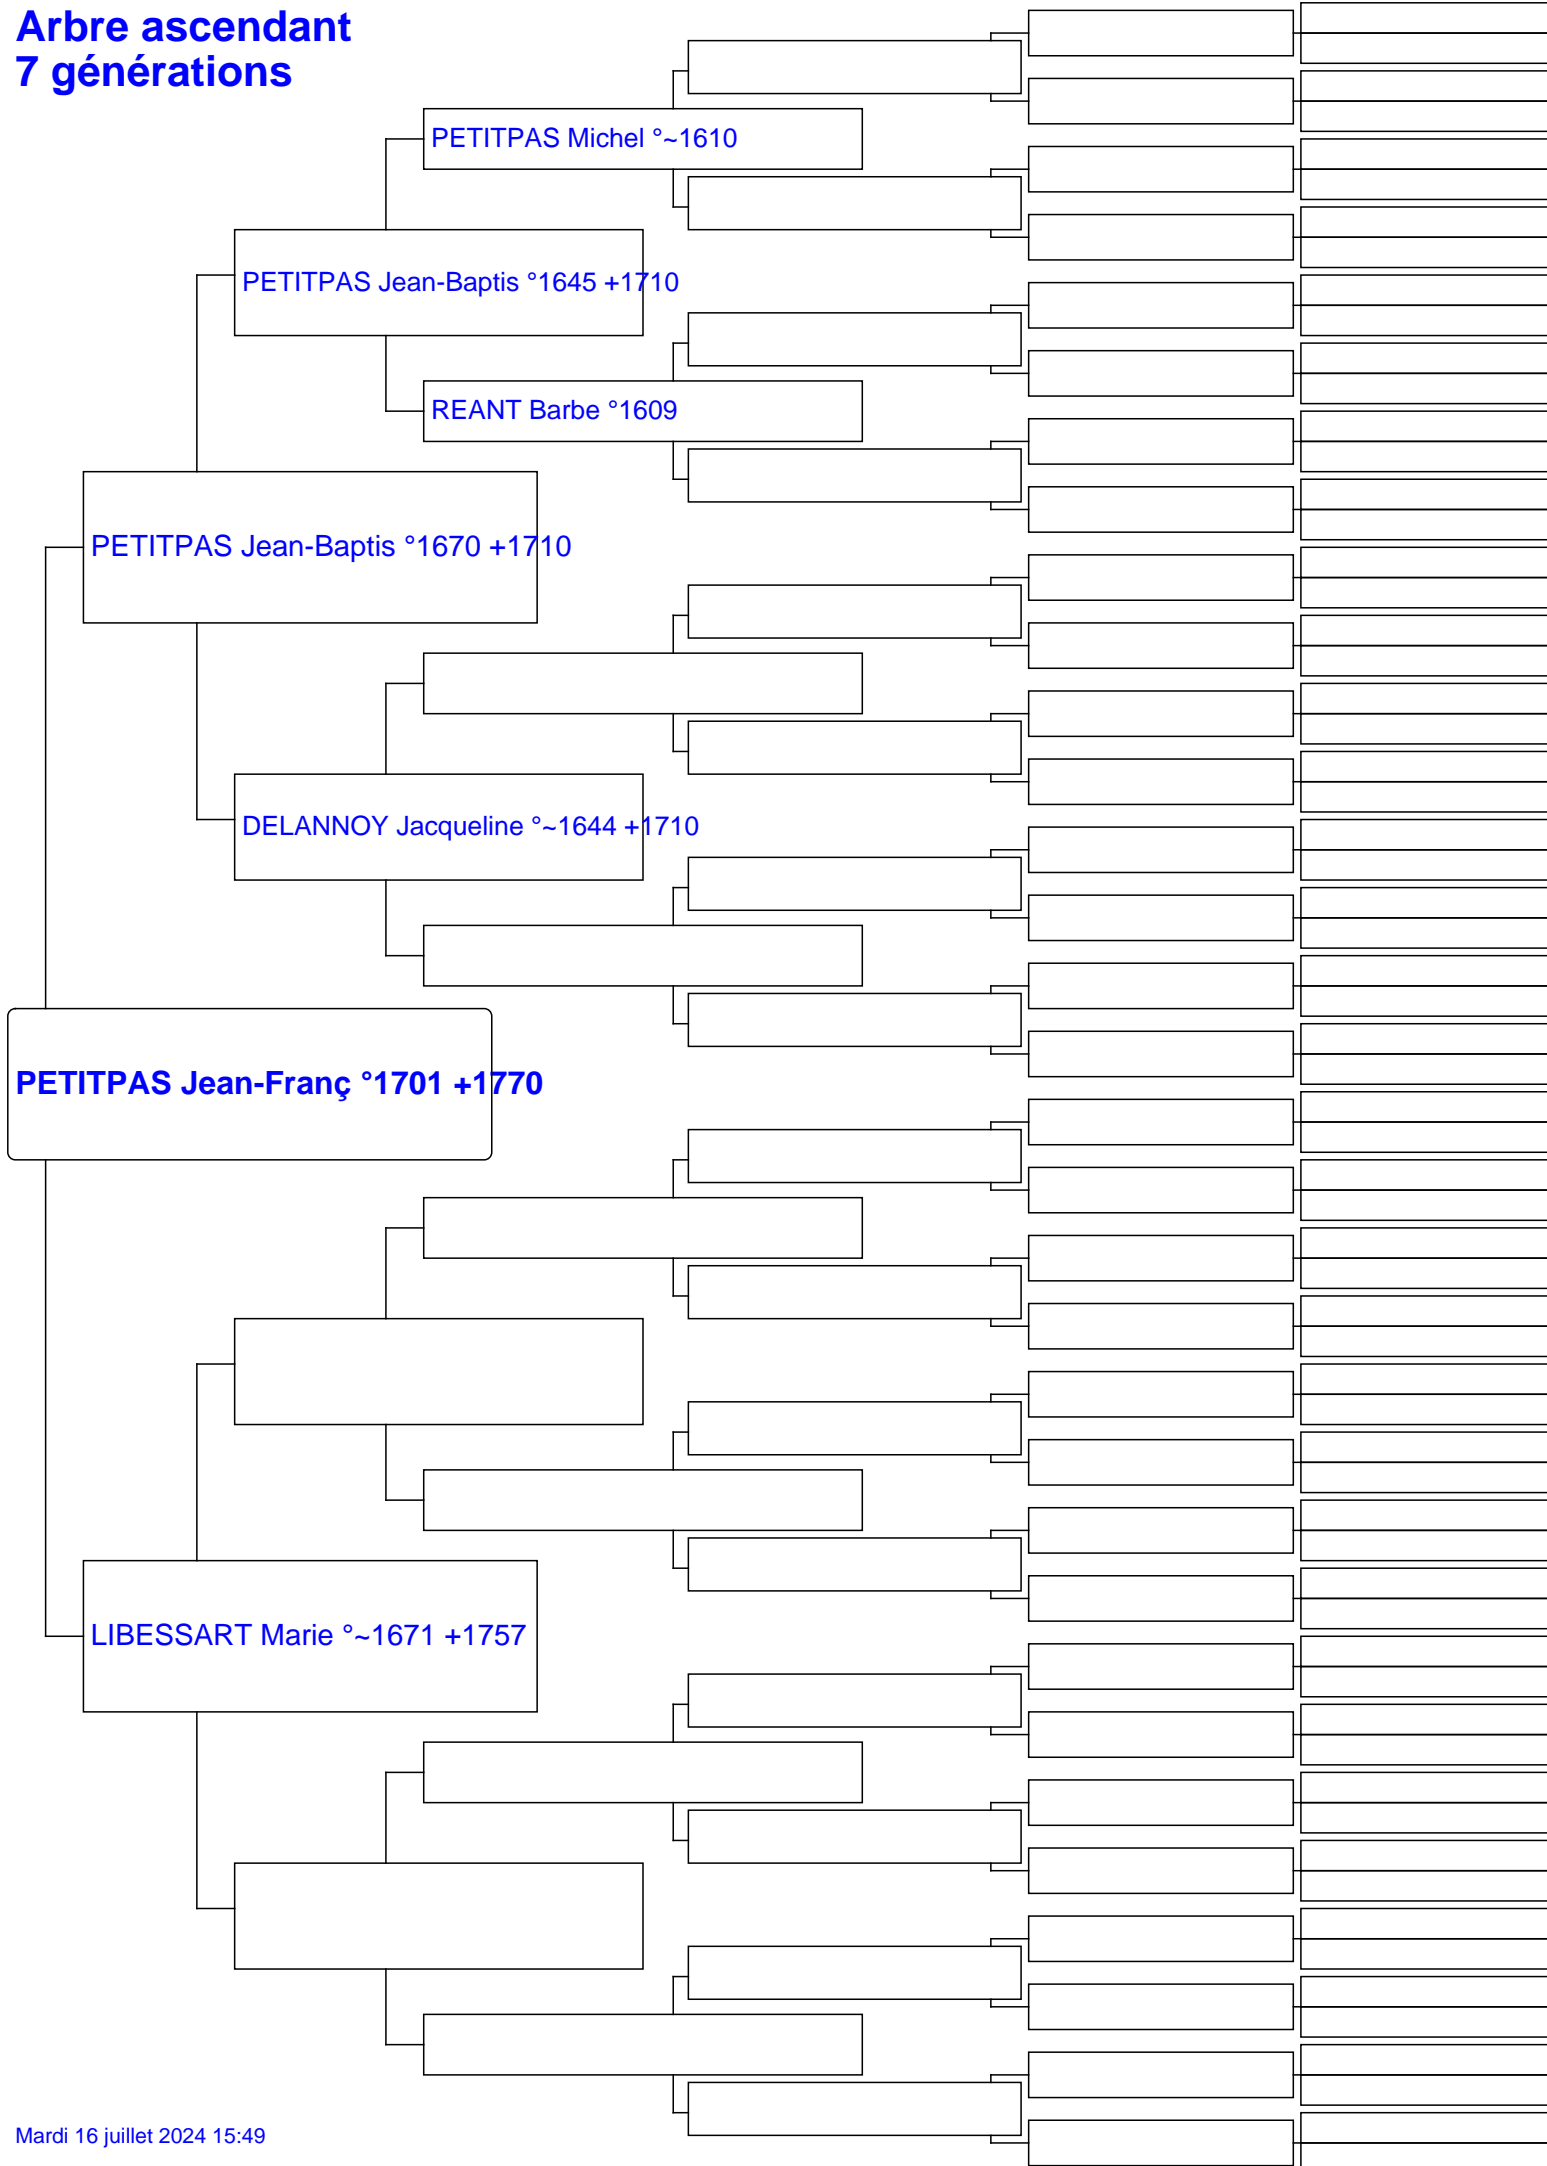 Arbre ascendant
7 générations
PETITPAS Michel °~1610
PETITPAS Jean-Baptis °1645 +1710
REANT Barbe °1609
PETITPAS Jean-Baptis °1670 +1710
DELANNOY Jacqueline °~1644 +1710
PETITPAS Jean-Franç °1701 +1770
LIBESSART Marie °~1671 +1757
Mardi 16 juillet 2024 15:49